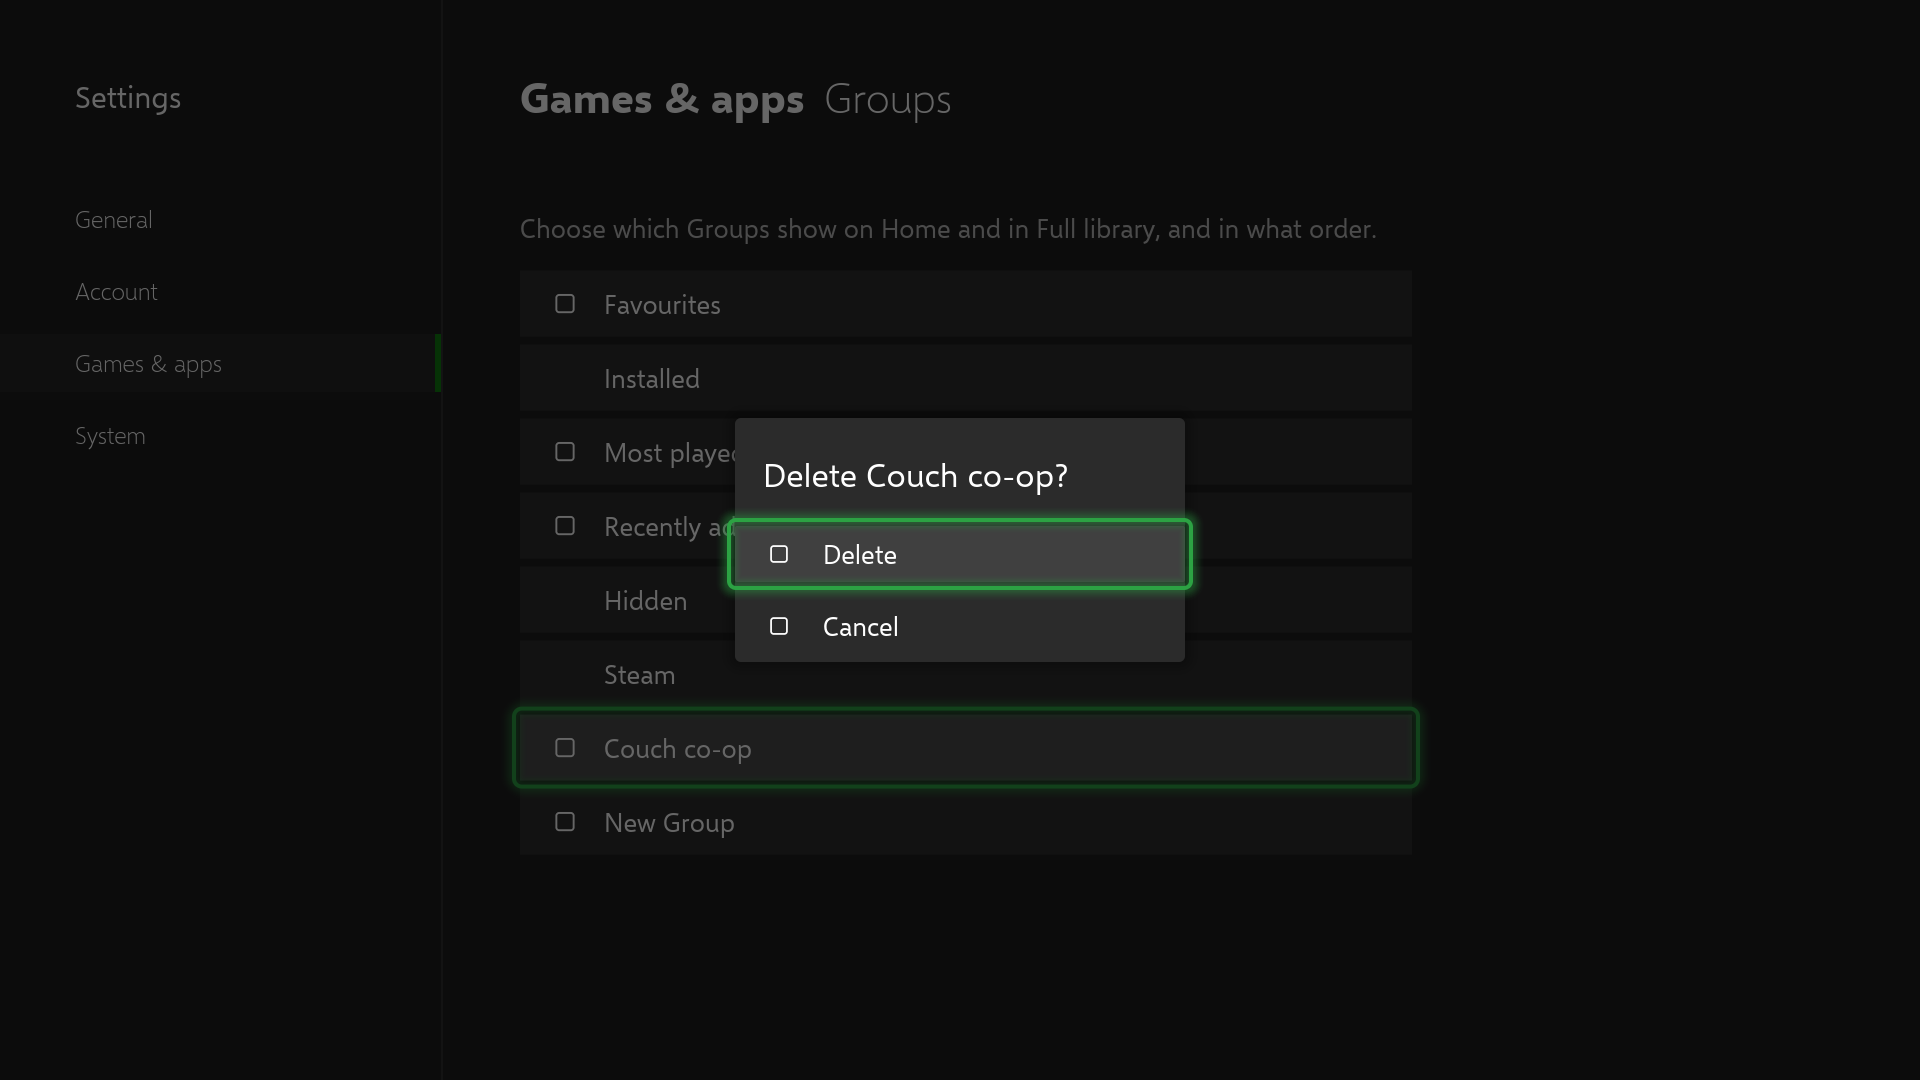 Settings
General
Account
Games & apps
System
Games & apps Groups
Choose which Groups show on Home and in Full library, and in what order.
Favourites
Installed
Most
Recently
Hidden
Steam
Couch co-op
New Group
Delete Couch co-op?
Delete
Cancel